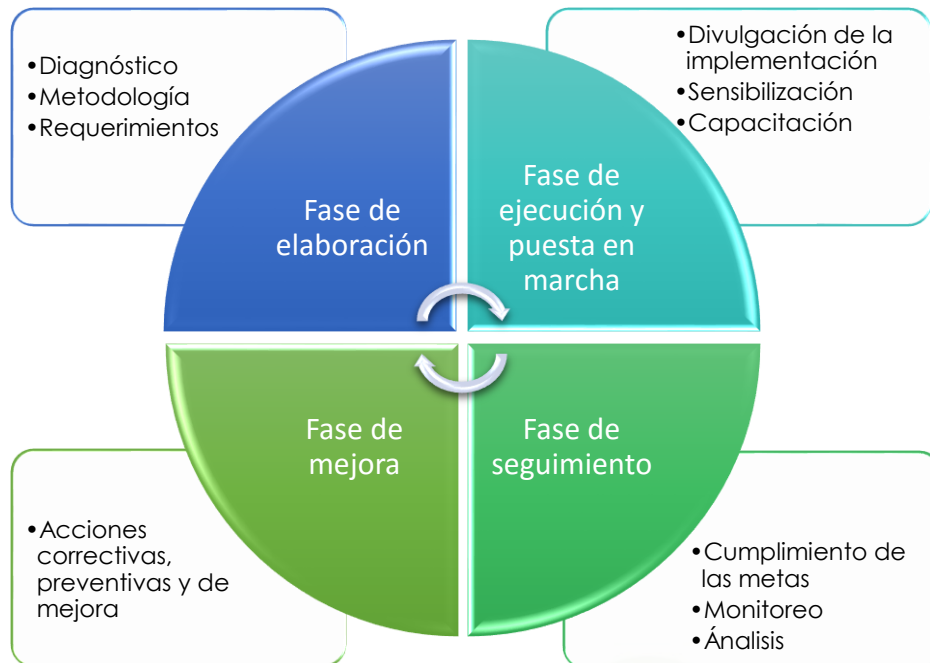 •Diagnóstico
•Metodología
•Requerimientos
•Divulgación de la
implementación
•Sensibilización
•Capacitación
Fase de
elaboración
Fase de
ejecución y
puesta en
marcha
Fase de
mejora
Fase de
seguimiento
•Acciones
correctivas,
preventivas y de
mejora
•Cumplimiento de
las metas
•Monitoreo
•Ánalisis